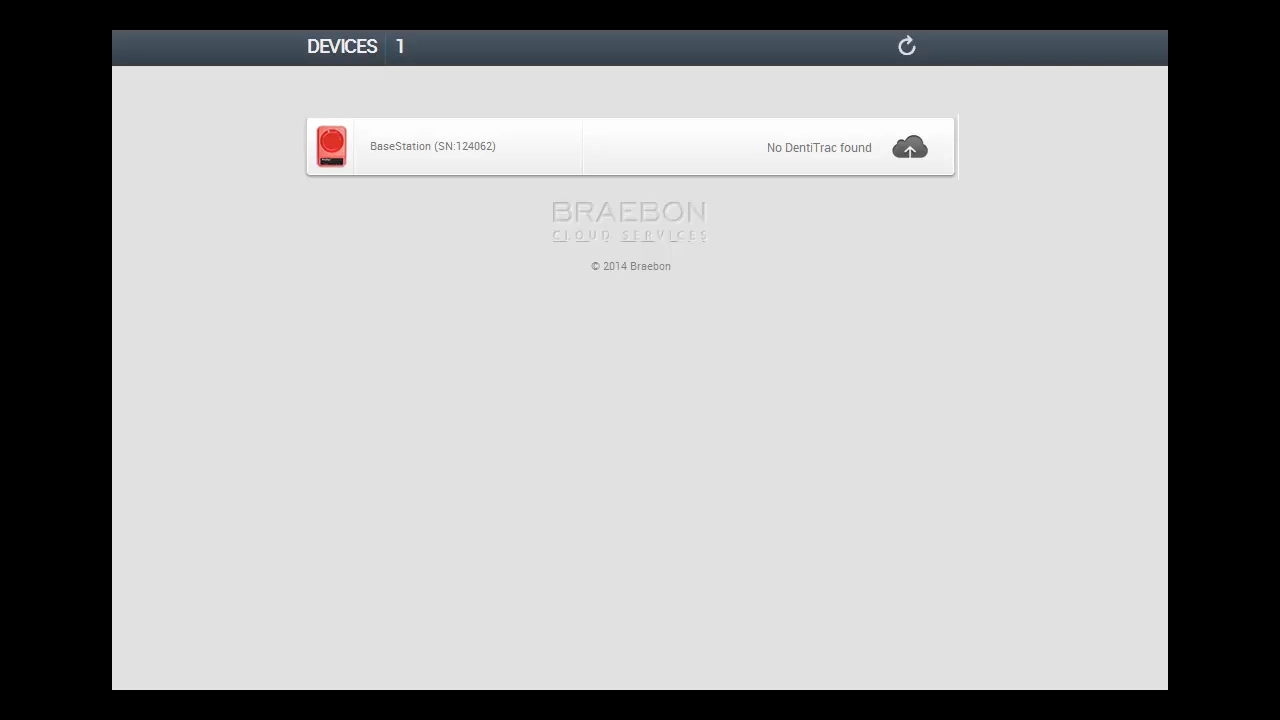 DEVICES 1
BaseStation (SN:124062)
No DentiTrac found
BRAEBON
CLOUD SERVICES
© 2014 Braebon